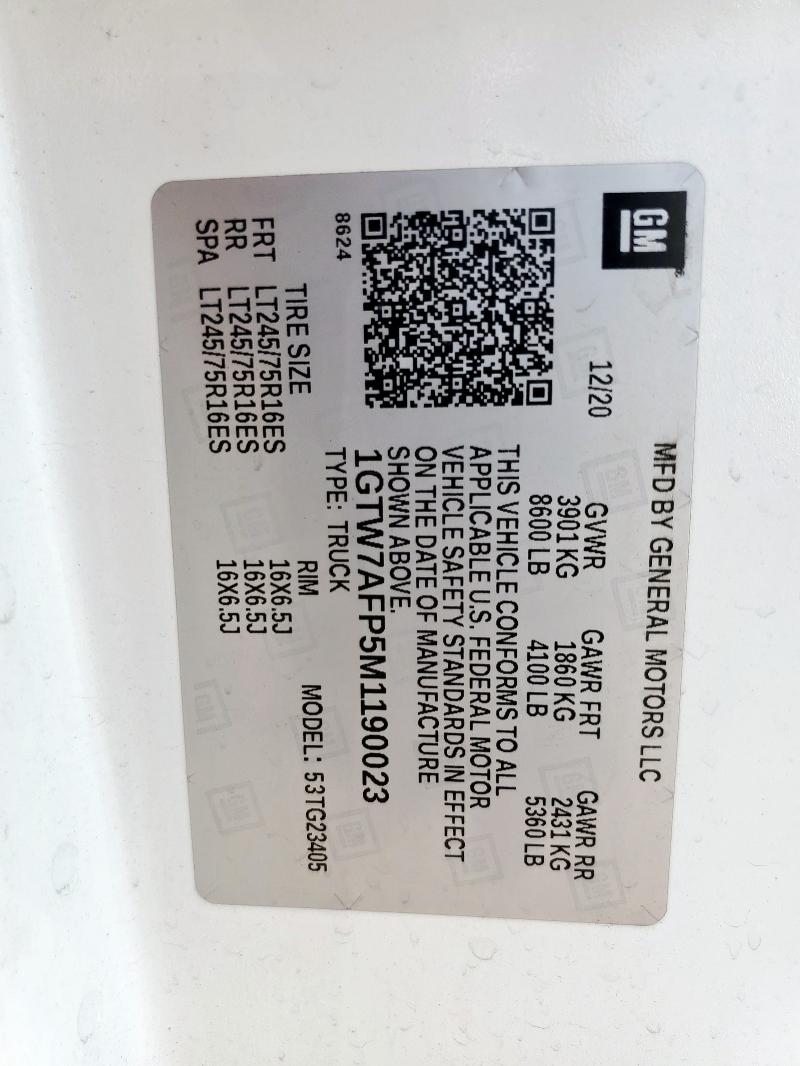 GM
MFD BY GENERAL MOTORS LLC
12/20
GVWR GAWR FRT GAWR RR
3901 KG 1860 KG 2431 KG
8600 LB 4100 LB 5360 LB
THIS VEHICLE CONFORMS TO ALL
APPLICABLE U.S. FEDERAL MOTOR
VEHICLE SAFETY STANDARDS IN EFFECT
ON THE DATE OF MANUFACTURE
SHOWN ABOVE.
1GTW7AFP5M1190023
8624
TYPE: TRUCK
MODEL: 53TG23405
TIRE SIZE RIM
FRT LT245/75R16ES 16X6.5J
RR LT245/75R16ES 16X6.5J
SPA LT245/75R16ES 16X6.5J